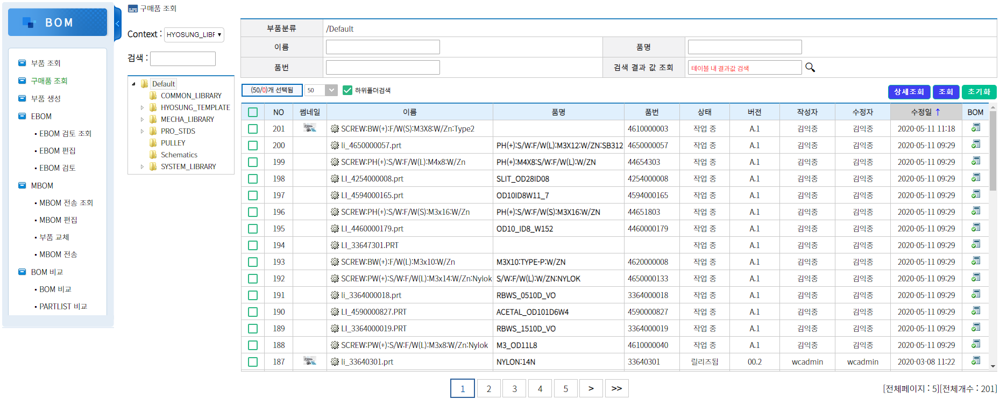 BOM
부품 조회
구매품 조회
부품 생성
EBOM
EBOM 검토 조회
EBOM 편집
EBOM 검토
MBOM
MBOM 전송 조회
MBOM 편집
부품 교체
MBOM 전송
BOM 비교
BOM 비교
PARTLIST 비교
구매품 조회
Context : HYOSUNG_LIBF
검색 :
Default
COMMON_LIBRARY
HYOSUNG_TEMPLATE
MECHA_LIBRARY
PRO_STDS
PULLEY
Schematics
SYSTEM_LIBRARY
부품분류 /Default
이름 품명
품번 검색 결과 값 조회 테이블 내 결과값 검색
(50/0)개 선택됨 50 하위폴더검색 상세조회 조회 초기화
NO 썸네일 이름 품명 품번 상태 버전 작성자 수정자 수정일 ↑ BOM
201 SCREW:BW(+):F/W(S):M3X8:W/Zn:Type2 4610000003 작업 중 A.1 김익중 김익중 2020-05-11 11:18
200 li_4650000057.prt PH(+):S/W:F/W(L):M3X12:W/ZN:SB312 4650000057 작업 중 A.1 김익중 김익중 2020-05-11 09:29
199 SCREW:PH(+):S/W:F/W(L):M4x8:W/Zn PH(+):M4X8:S/W:F/W(L):W/ZN 44654303 작업 중 A.1 김익중 김익중 2020-05-11 09:29
198 LI_4254000008.prt SLIT_OD28ID08 4254000008 작업 중 A.1 김익중 김익중 2020-05-11 09:29
197 LI_4594000165.prt OD10ID8W11_7 4594000165 작업 중 A.1 김익중 김익중 2020-05-11 09:29
196 SCREW:PH(+):S/W:F/W(S):M3x16:W/Zn PH(+):S/W:F/W(S):M3X16:W/ZN 44651803 작업 중 A.1 김익중 김익중 2020-05-11 09:29
195 LI_4460000179.prt OD10_ID8_W152 4460000179 작업 중 A.1 김익중 김익중 2020-05-11 09:29
194 LI_33647301.PRT 작업 중 A.1 김익중 김익중 2020-05-11 09:29
193 SCREW:BW(+):F/W(L):M3x10:W/Zn M3X10:TYPE-P:W/ZN 4620000008 작업 중 A.1 김익중 김익중 2020-05-11 09:29
192 SCREW:PW(+):S/W:F/W(L):M3x14:W/Zn:Nylok S/W:F/W(L):W/ZN:NYLOK 4650000133 작업 중 A.1 김익중 김익중 2020-05-11 09:29
191 li_3364000018.prt RBWS_0510D_VO 3364000018 작업 중 A.1 김익중 김익중 2020-05-11 09:29
190 LI_4590000827.PRT ACETAL_OD101D6W4 4590000827 작업 중 A.1 김익중 김익중 2020-05-11 09:29
189 LI_3364000019.PRT RBWS_1510D_VO 3364000019 작업 중 A.1 김익중 김익중 2020-05-11 09:29
188 SCREW:PW(+):S/W:F/W(L):M3x8:W/Zn:Nylok M3_OD11L8 4610000040 작업 중 A.1 김익중 김익중 2020-05-11 09:29
187 li_33640301.prt NYLON:14N 33640301 릴리즈됨 00.2 wcadmin wcadmin 2020-03-08 11:22
1 2 3 4 5 > >> [전체페이지 : 5][전체개수 : 201]